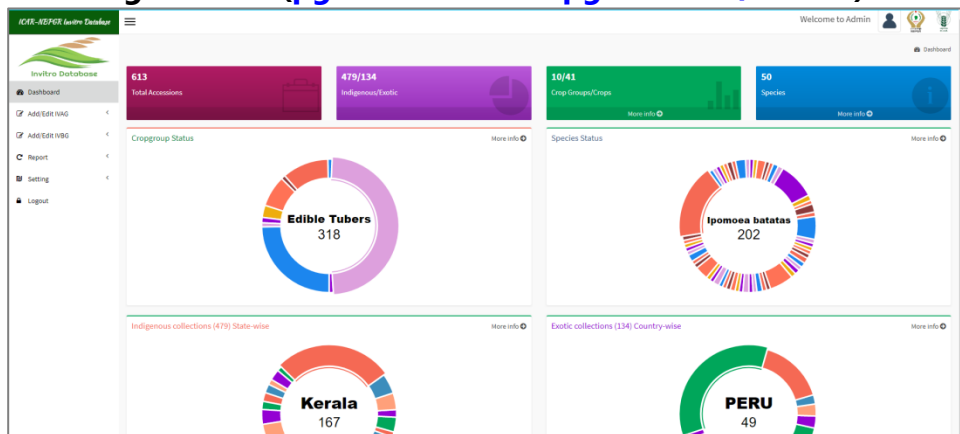 ICAR-NBPGR Invitro Database
Welcome to Admin
Invitro Database
Dashboard
Dashboard
Add/Edit IVAG
Add/Edit IVBG
Report
Setting
Logout
613
Total Accessions
479/134
Indigenous/Exotic
10/41
Crop Groups/Crops
More info
50
Species
More info
Cropgroup Status
More info
Edible Tubers
318
Species Status
More info
Ipomoea batatas
202
Indigenous collections (479) State-wise
More info
Kerala
167
Exotic collections (134) Country-wise
More info
PERU
49